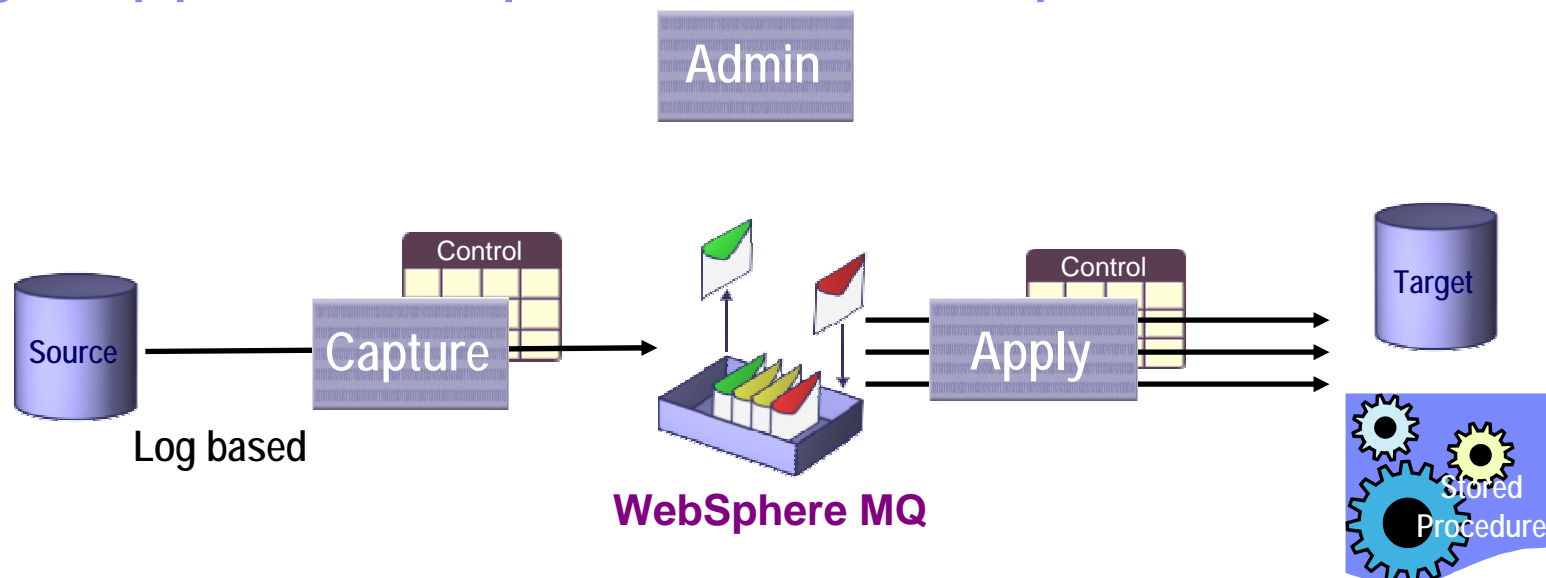 Admin
Control
Control
Target
Source
Capture
Apply
Log based
WebSphere MQ
Stored
Procedure